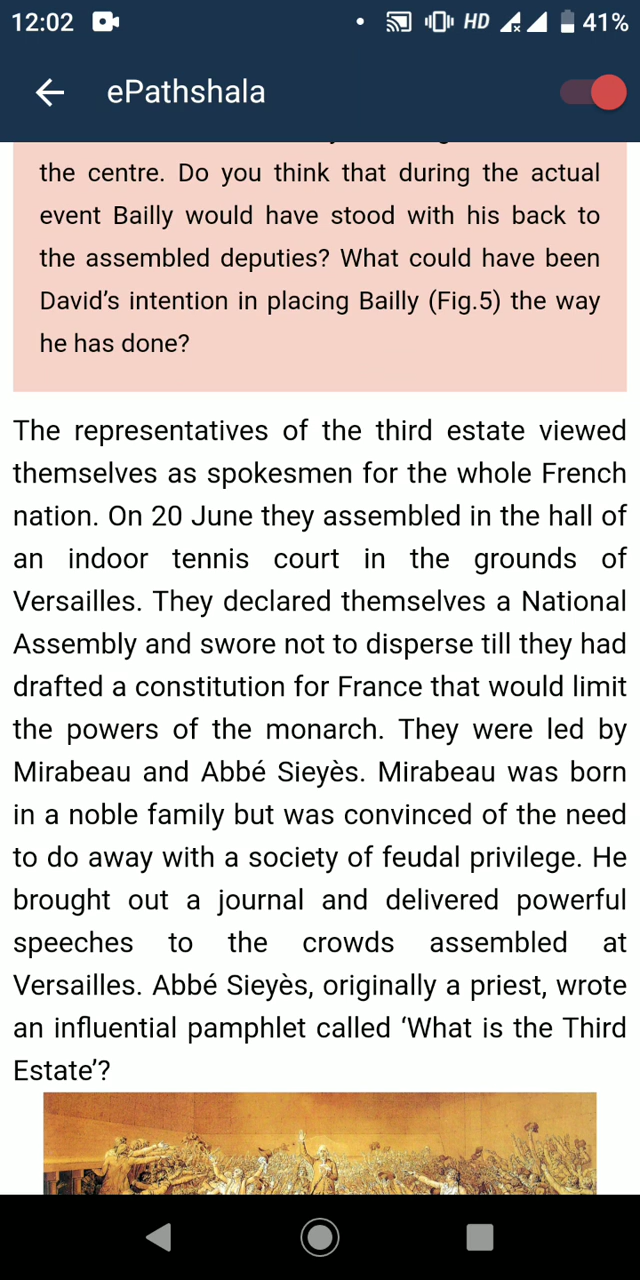 12:02 HD 41%
ePathshala
the centre. Do you think that during the actual
event Bailly would have stood with his back to
the assembled deputies? What could have been
David’s intention in placing Bailly (Fig.5) the way
he has done?
The representatives of the third estate viewed
themselves as spokesmen for the whole French
nation. On 20 June they assembled in the hall of
an indoor tennis court in the grounds of
Versailles. They declared themselves a National
Assembly and swore not to disperse till they had
drafted a constitution for France that would limit
the powers of the monarch. They were led by
Mirabeau and Abbé Sieyès. Mirabeau was born
in a noble family but was convinced of the need
to do away with a society of feudal privilege. He
brought out a journal and delivered powerful
speeches to the crowds assembled at
Versailles. Abbé Sieyès, originally a priest, wrote
an influential pamphlet called ‘What is the Third
Estate’?